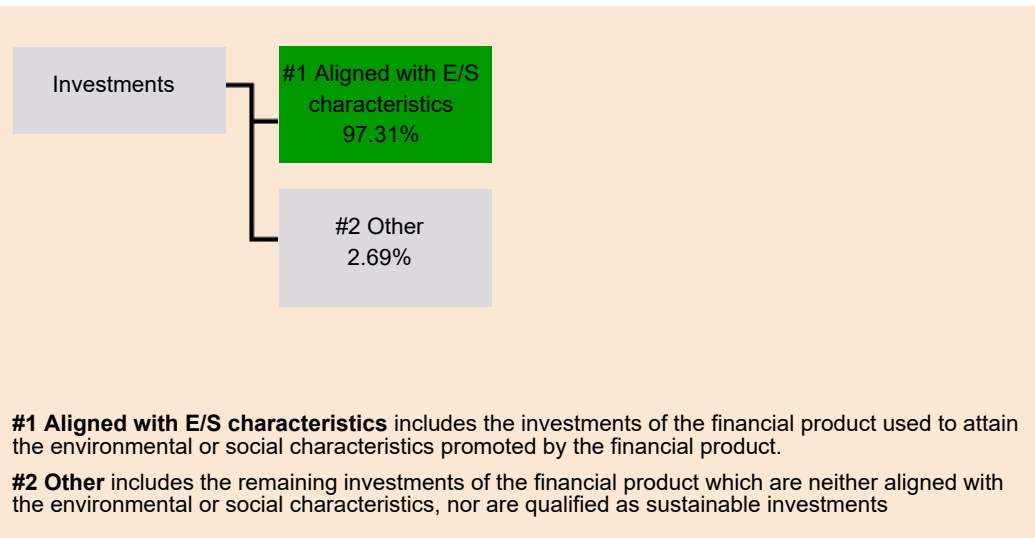 Investments
#1 Aligned with E/S
characteristics
97.31%
#2 Other
2.69%
#1 Aligned with E/S characteristics includes the investments of the financial product used to attain
the environmental or social characteristics promoted by the financial product.
#2 Other includes the remaining investments of the financial product which are neither aligned with
the environmental or social characteristics, nor are qualified as sustainable investments